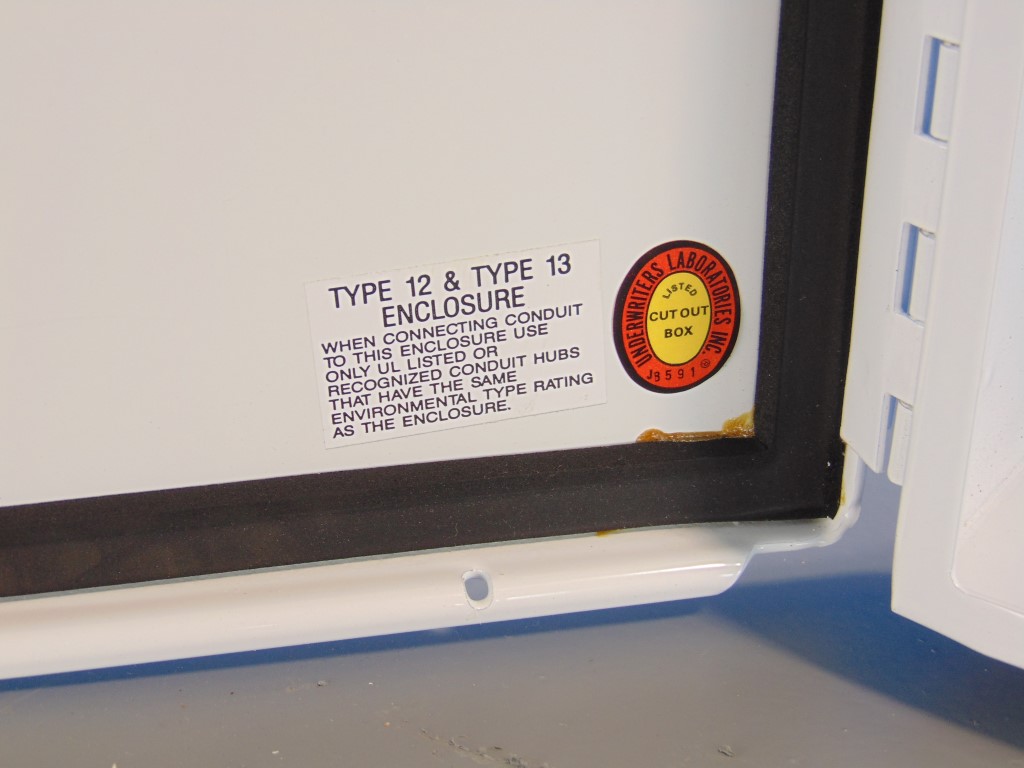 TYPE 12 & TYPE 13
ENCLOSURE
WHEN CONNECTING CONDUIT
TO THIS ENCLOSURE USE
ONLY UL LISTED OR
RECOGNIZED CONDUIT HUBS
THAT HAVE THE SAME
ENVIRONMENTAL TYPE RATING
AS THE ENCLOSURE.
UNDERWRITERS LABORATORIES INC.
LISTED
CUT OUT
BOX